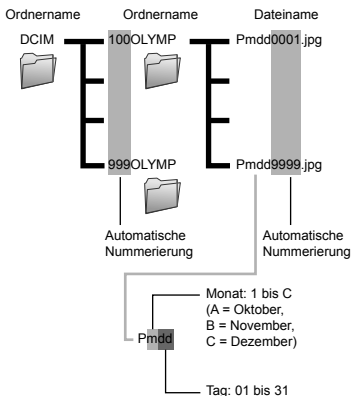 Ordnername
Ordnername
Dateiname
DCIM
100OLYMP
Pmdd0001.jpg
999OLYMP
Pmdd9999.jpg
Automatische
Nummerierung
Automatische
Nummerierung
Monat: 1 bis C
(A = Oktober,
B = November,
C = Dezember)
Pmdd
Tag: 01 bis 31